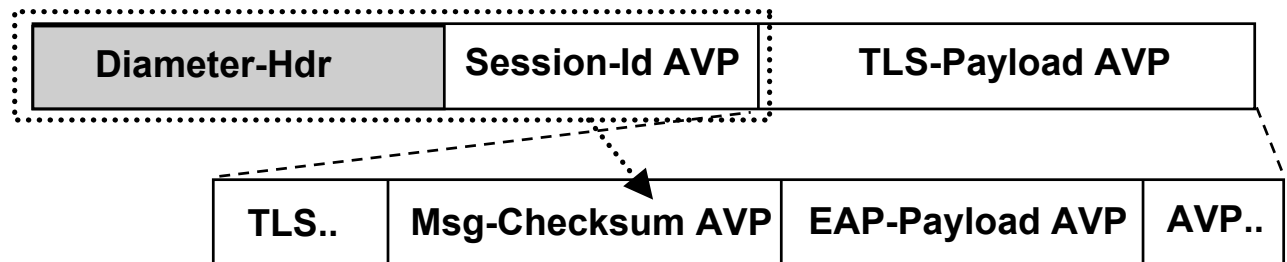 Diameter-Hdr Session-Id AVP TLS-Payload AVP
TLS.. Msg-Checksum AVP EAP-Payload AVP AVP..